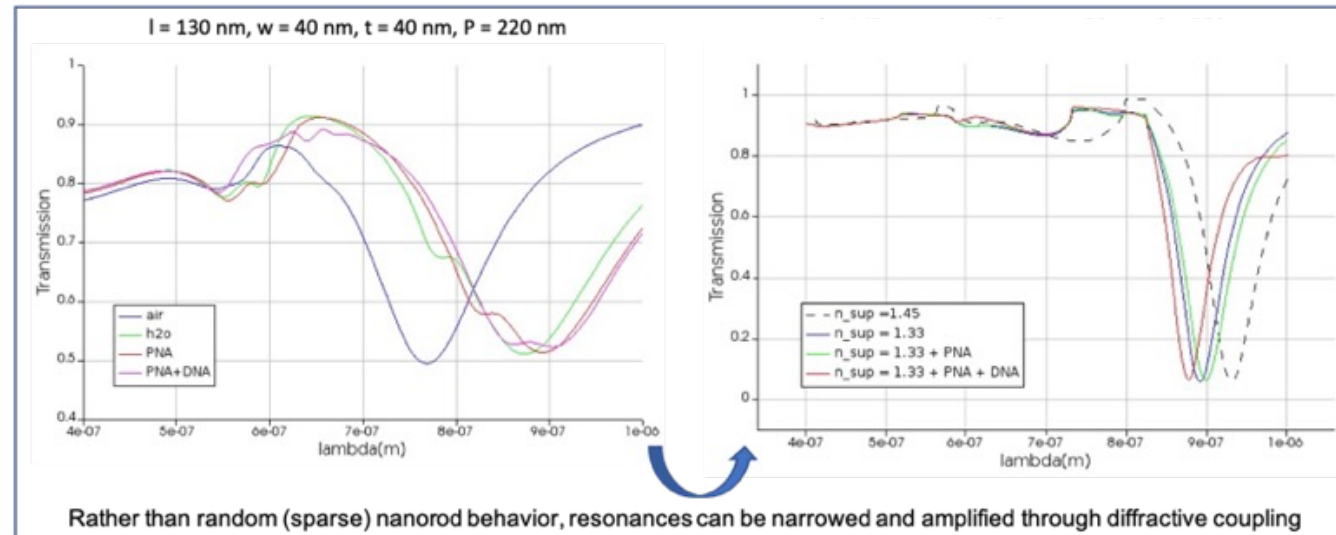 l = 130 nm, w = 40 nm, t = 40 nm, P = 220 nm
1
0.9
0.8
0.7
0.6
0.5
0.4
Transmission
air
h2o
PNA
PNA+DNA
4e-07 5e-07 6e-07 7e-07 8e-07 9e-07 1e-06
lambda(m)
1
0.8
0.6
0.4
0.2
0
Transmission
n_sup =1.45
n_sup = 1.33
n_sup = 1.33 + PNA
n_sup = 1.33 + PNA + DNA
4e-07 5e-07 6e-07 7e-07 8e-07 9e-07 1e-06
lambda(m)
Rather than random (sparse) nanorod behavior, resonances can be narrowed and amplified through diffractive coupling